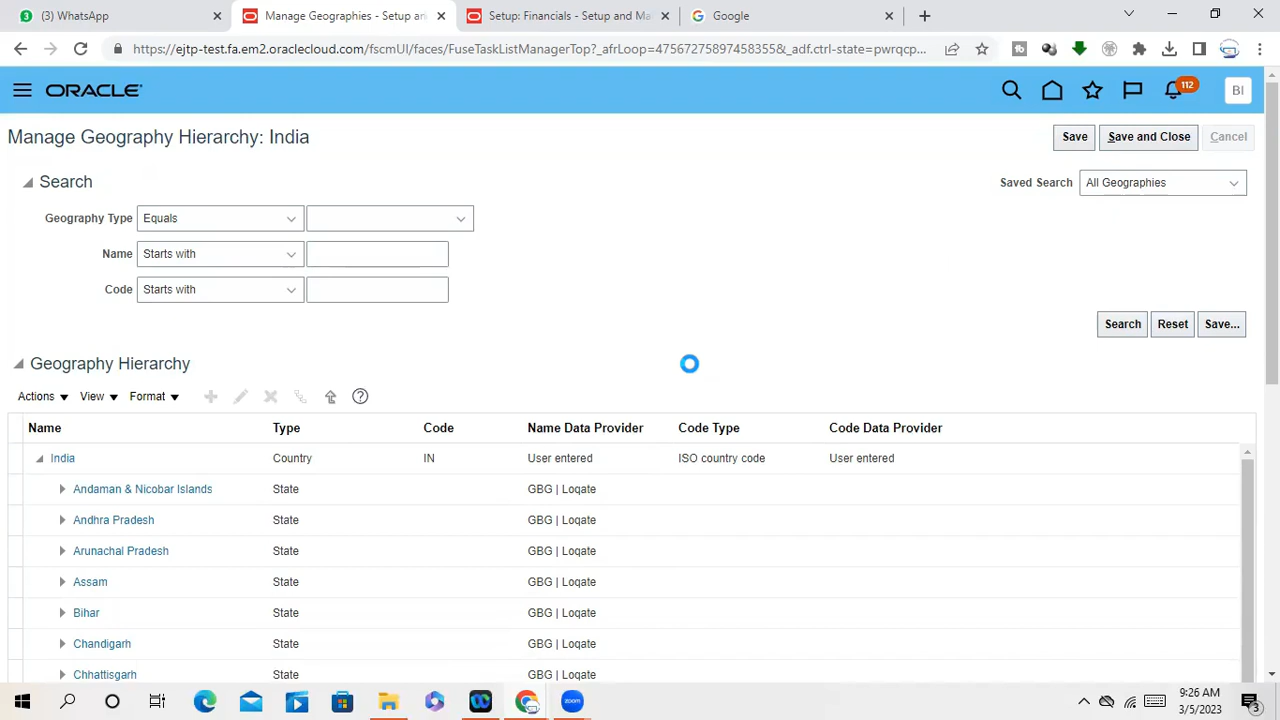 (3) WhatsApp
Manage Geographies - Setup an
Setup: Financials - Setup and Ma
Google
https://ejtp-test.fa.em2.oraclecloud.com/fscmUI/faces/FuseTaskListManagerTop?_afrLoop=47567275897458355&_adf.ctrl-state=pwrqcp...
ORACLE
112
BI
Manage Geography Hierarchy: India
Save
Save and Close
Cancel
Search
Saved Search
All Geographies
Geography Type
Equals
Name
Starts with
Code
Starts with
Search
Reset
Save...
Geography Hierarchy
Actions
View
Format
Name Type Code Name Data Provider Code Type Code Data Provider
India Country IN User entered ISO country code User entered
Andaman & Nicobar Islands State GBG | Loqate
Andhra Pradesh State GBG | Loqate
Arunachal Pradesh State GBG | Loqate
Assam State GBG | Loqate
Bihar State GBG | Loqate
Chandigarh State GBG | Loqate
Chhattisgarh State GBG | Loqate
zoom
9:26 AM
3/5/2023
3